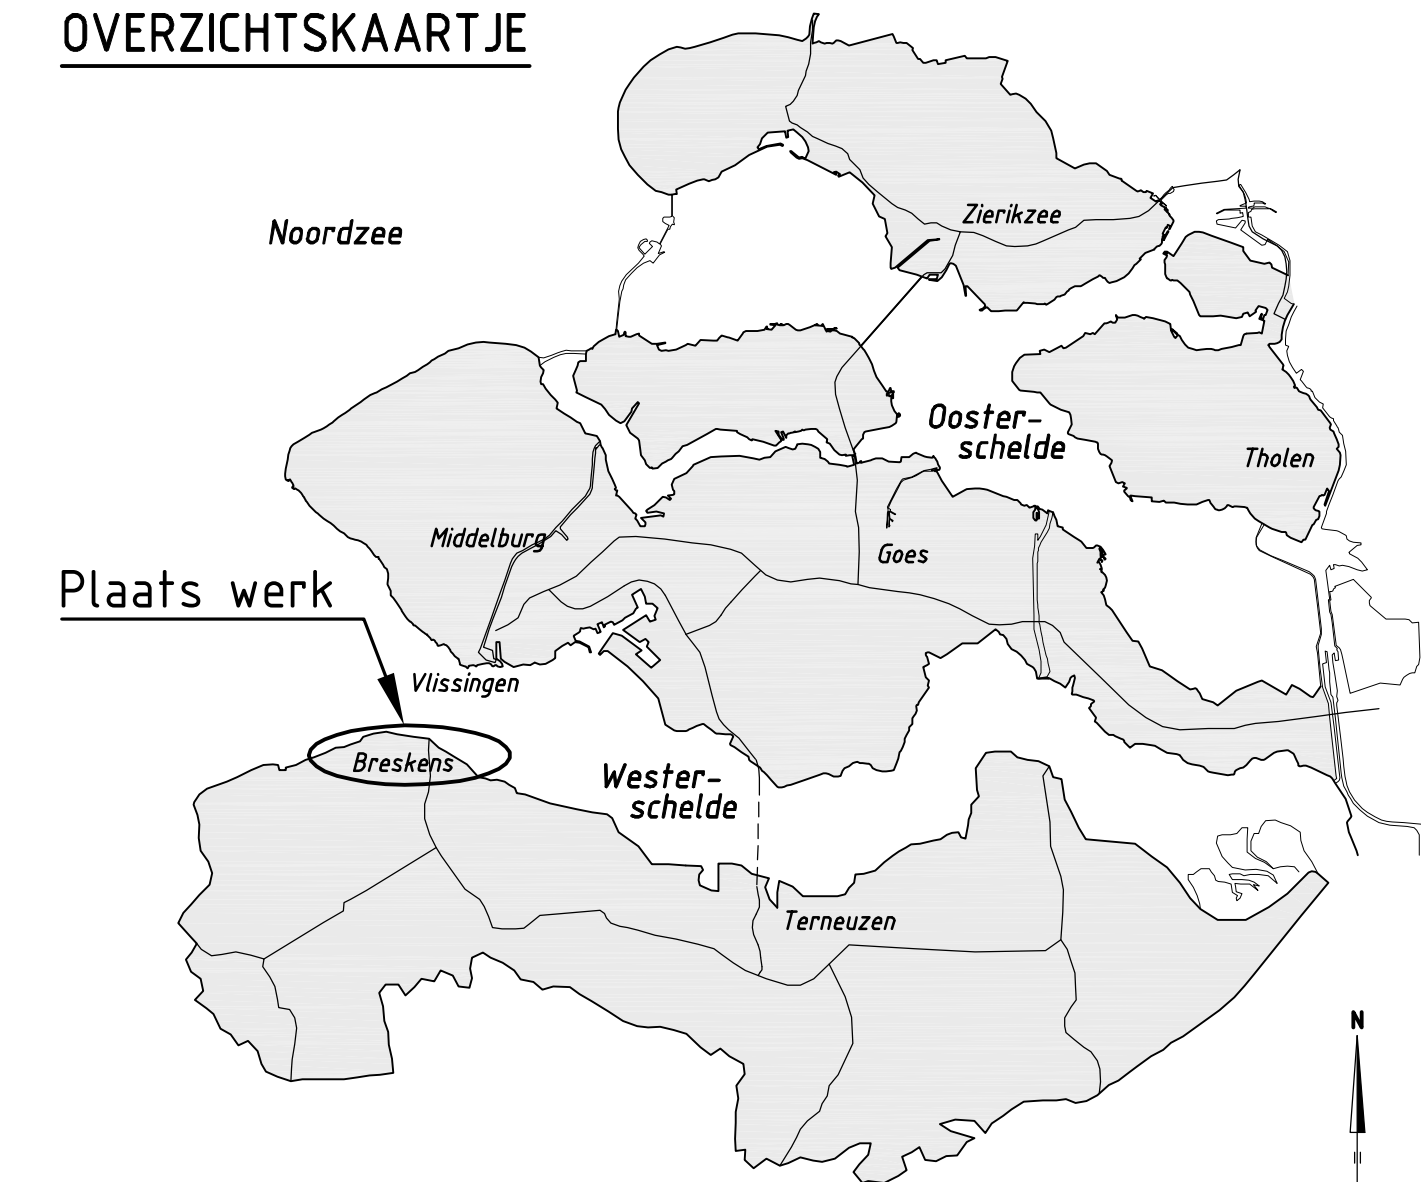 OVERZICHTSKAARTJE
Zierikzee
Noordzee
Ooster-
schelde
Tholen
Middelburg
Goes
Plaats werk
Vlissingen
Breskens
Wester-
schelde
Terneuzen
N